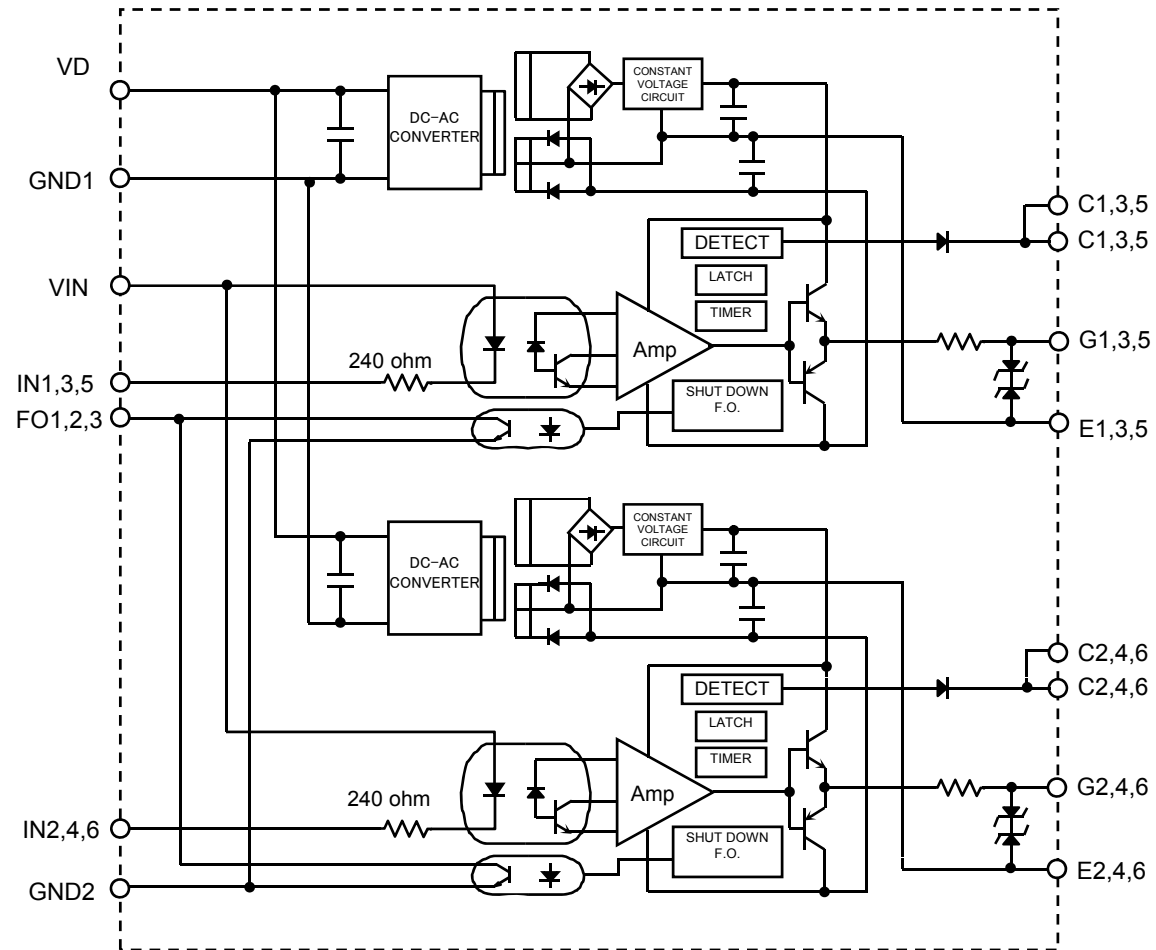 VD
GND1
VIN
IN1,3,5
FO1,2,3
DC-AC
CONVERTER
CONSTANT
VOLTAGE
CIRCUIT
DETECT
LATCH
TIMER
240 ohm
Amp
SHUT DOWN
F.O.
C1,3,5
C1,3,5
G1,3,5
E1,3,5
DC-AC
CONVERTER
CONSTANT
VOLTAGE
CIRCUIT
DETECT
LATCH
TIMER
240 ohm
Amp
SHUT DOWN
F.O.
IN2,4,6
GND2
C2,4,6
C2,4,6
G2,4,6
E2,4,6